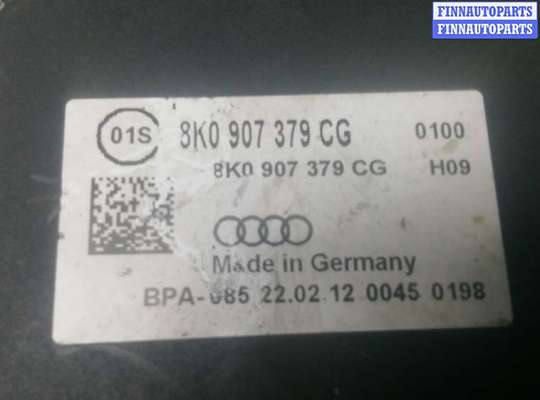 FINNAUTOPARTS
FINNAUTOPARTS
01S 8K0 907 379 CG 0100
8K0 907 379 CG H09
Made in Germany
BPA-085 22.02.12 0045 0198